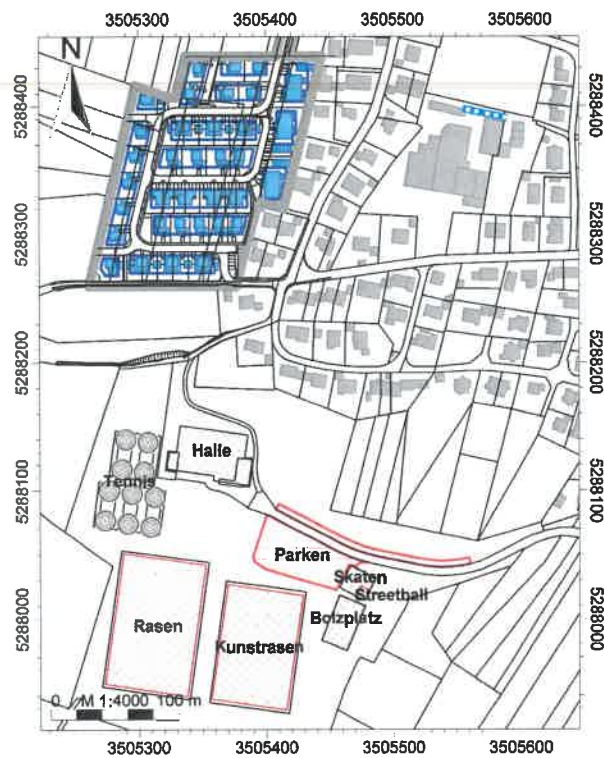 3505300 3505400 3505500 3505600
N
5288400 5288400
5288300 5288300
5288200 5288200
Halle
Tennis
5288100 5288100
Parken
Skaten
Streetball
Bolzplatz
Rasen
Kunstrasen
5288000 5288000
0 M 1:4000 100 m
3505300 3505400 3505500 3505600